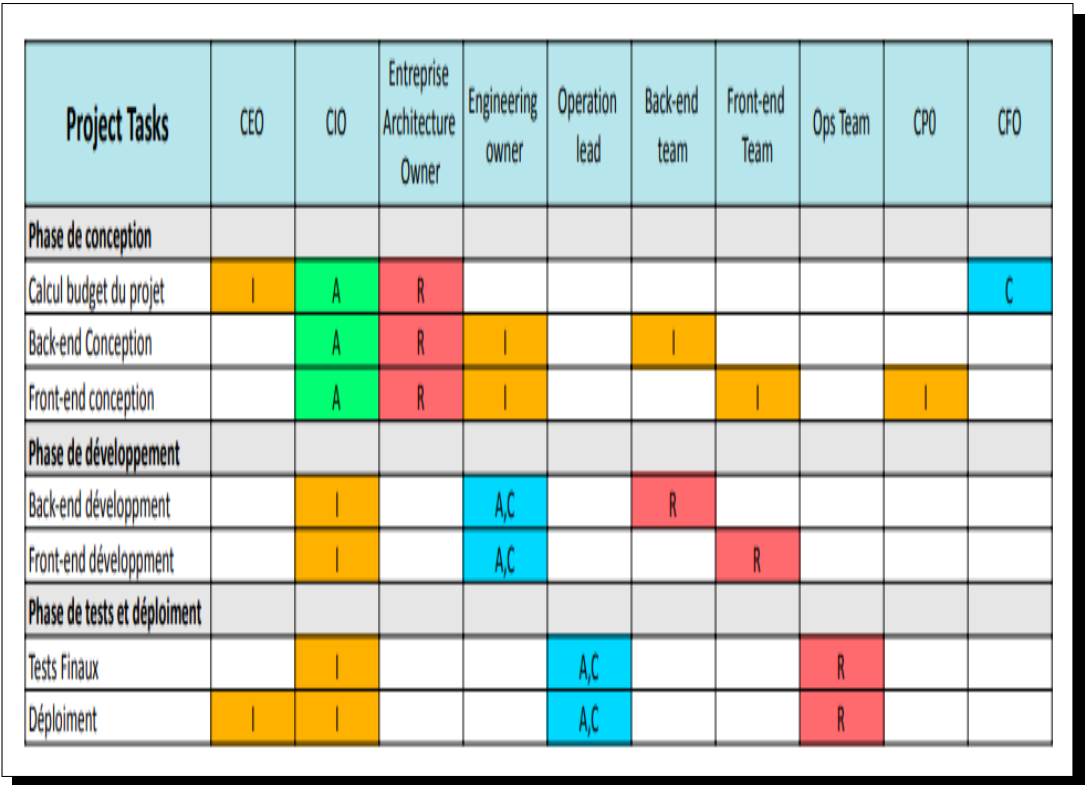 Project Tasks CEO CIO Entreprise Architecture Owner Engineering owner Operation lead Back-end team Front-end Team Ops Team CPO CFO
Phase de conception
Calcul budget du projet I A R C
Back-end Conception A R I I
Front-end conception A R I I I
Phase de développement
Back-end développment I A,C R
Front-end développment I A,C R
Phase de tests et déploiment
Tests Finaux I A,C R
Déploiment I I A,C R